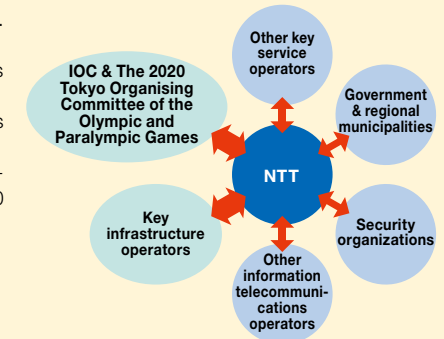 Other key
service
operators
IOC & The 2020
Tokyo Organising
Committee of the
Olympic and
Paralympic Games
Government
& regional
municipalities
NTT
Key
infrastructure
operators
Security
organizations
Other
information
telecommuni-
cations
operators